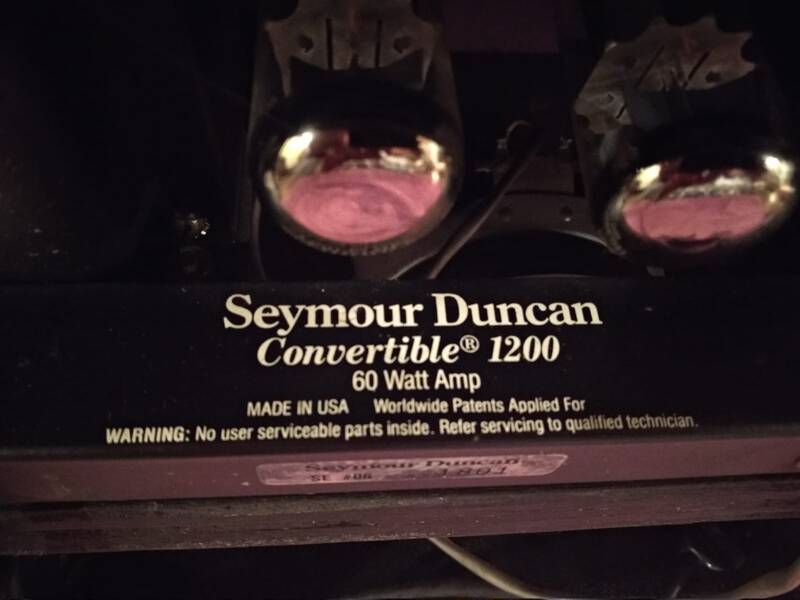 Seymour Duncan
Convertible® 1200
60 Watt Amp
MADE IN USA Worldwide Patents Applied For
WARNING: No user serviceable parts inside. Refer servicing to qualified technician.
Seymour Duncan
1801